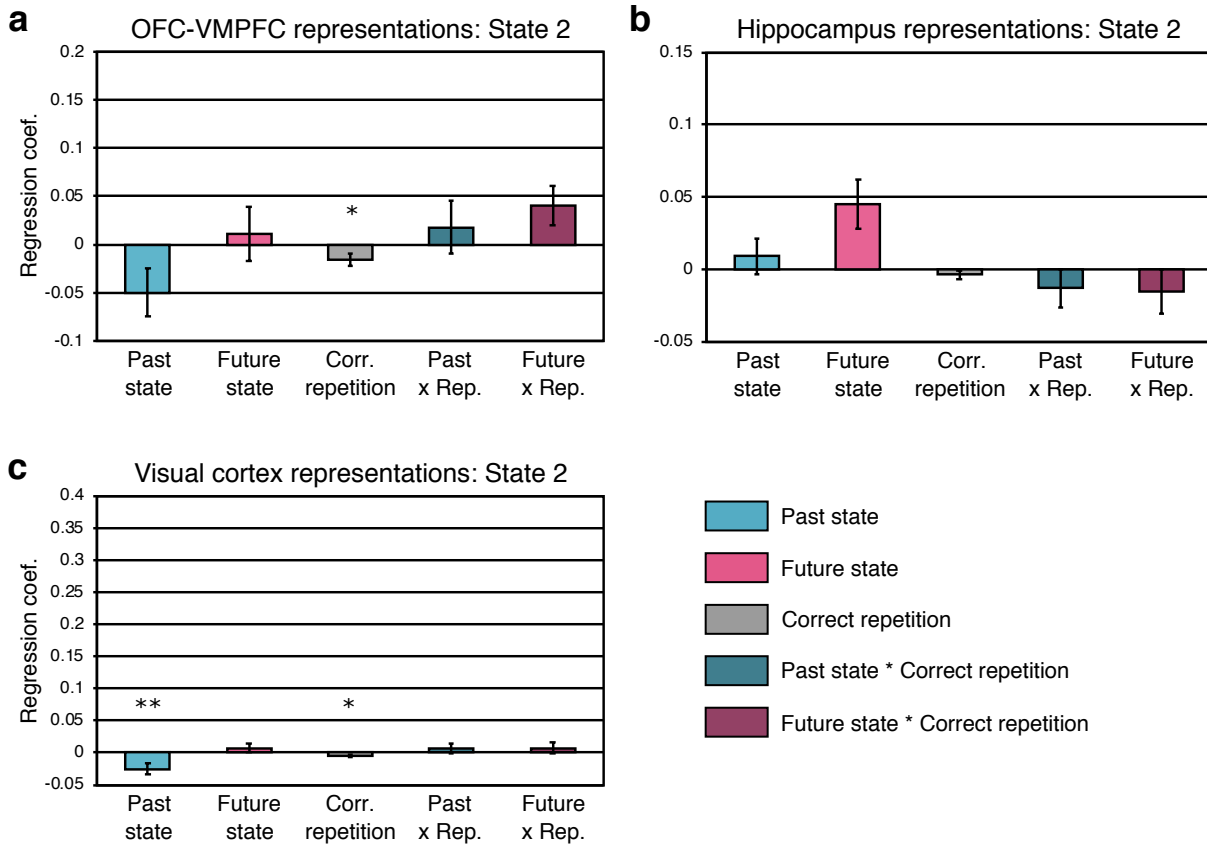 a
OFC-VMPFC representations: State 2
0.2
0.15
0.1
0.05
0
-0.05
-0.1
Regression coef.
*
Past state
Future state
Corr. repetition
Past x Rep.
Future x Rep.
b
Hippocampus representations: State 2
0.15
0.1
0.05
0
-0.05
Past state
Future state
Corr. repetition
Past x Rep.
Future x Rep.
c
Visual cortex representations: State 2
0.4
0.35
0.3
0.25
0.2
0.15
0.1
0.05
0
-0.05
Regression coef.
**
*
Past state
Future state
Corr. repetition
Past x Rep.
Future x Rep.
Past state
Future state
Correct repetition
Past state * Correct repetition
Future state * Correct repetition